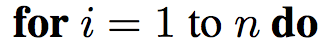 for i = 1 to n do